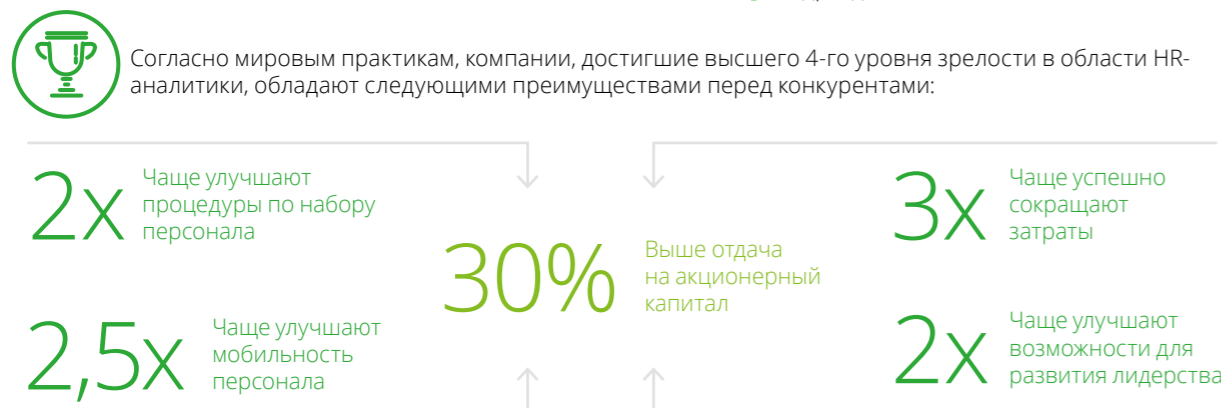 Согласно мировым практикам, компании, достигшие высшего 4-го уровня зрелости в области HR-
аналитики, обладают следующими преимуществами перед конкурентами:
2x
Чаще улучшают
процедуры по набору
персонала
2,5x
Чаще улучшают
мобильность
персонала
30%
Выше отдача
на акционерный
капитал
3x
Чаще успешно
сокращают
затраты
2x
Чаще улучшают
возможности для
развития лидерства